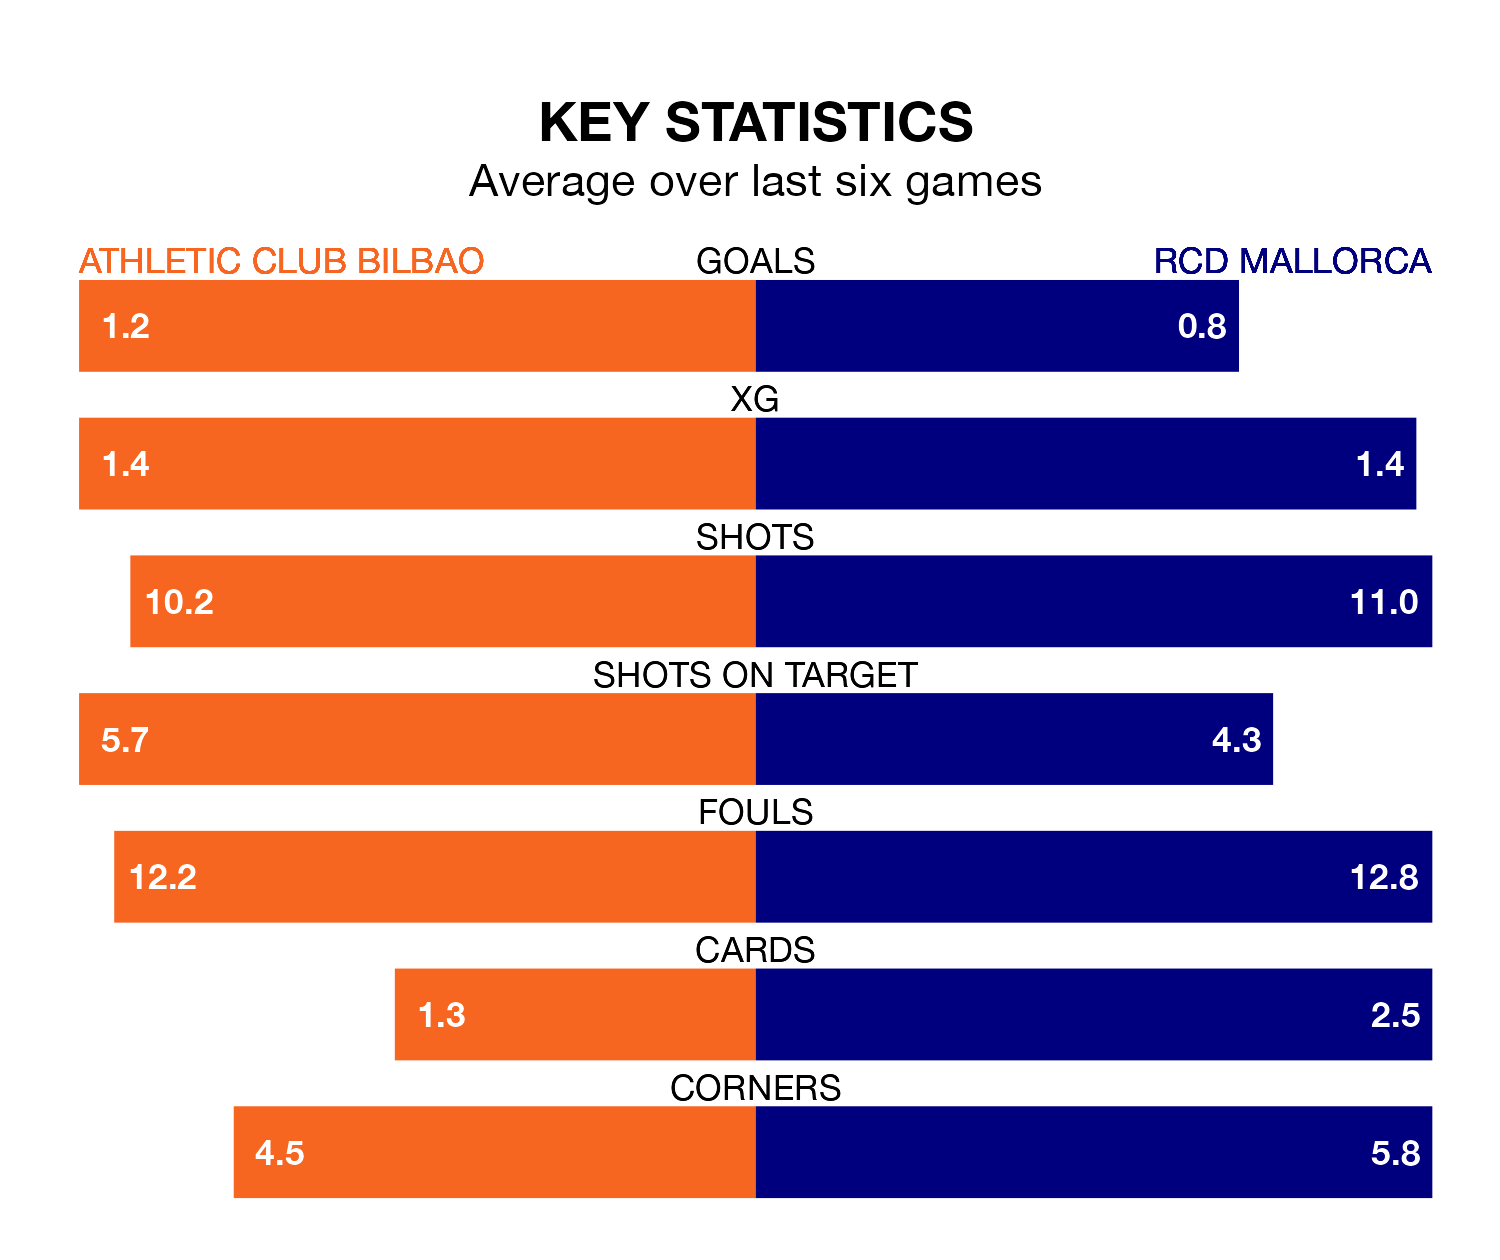 KEY STATISTICS
Average over last six games
ATHLETIC CLUB BILBAO GOALS RCD MALLORCA
1.2 0.8
XG
1.4 1.4
SHOTS
10.2 11.0
SHOTS ON TARGET
5.7 4.3
FOULS
12.2 12.8
CARDS
1.3 2.5
CORNERS
4.5 5.8